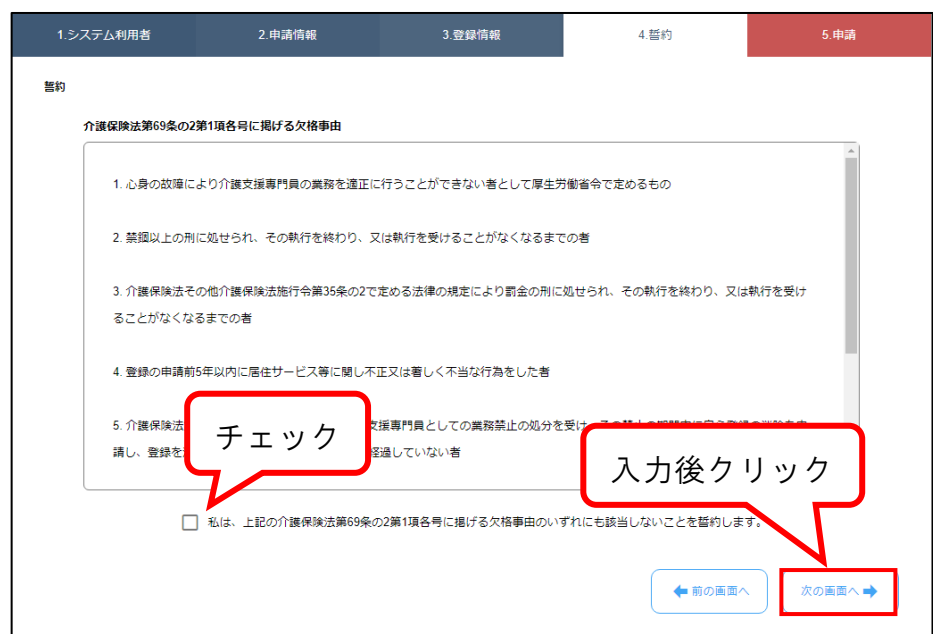 1.システム利用者 2.申請情報 3.登録情報 4.誓約 5.申請
誓約
介護保険法第69条の2第1項各号に掲げる欠格事由
1. 心身の故障により介護支援専門員の業務を適正に行うことができない者として厚生労働省令で定めるもの
2. 禁錮以上の刑に処せられ、その執行を終わり、又は執行を受けることがなくなるまでの者
3. 介護保険法その他介護保険法施行令第35条の2で定める法律の規定により罰金の刑に処せられ、その執行を終わり、又は執行を受け
ることがなくなるまでの者
4. 登録の申請前5年以内に居住サービス等に関し不正又は著しく不当な行為をした者
5. 介護保険法 支援専門員としての業務禁止の処分を受け
請し、登録を 経過していない者
チェック
入力後クリック
私は、上記の介護保険法第69条の2第1項各号に掲げる欠格事由のいずれにも該当しないことを誓約します。
前の画面へ 次の画面へ